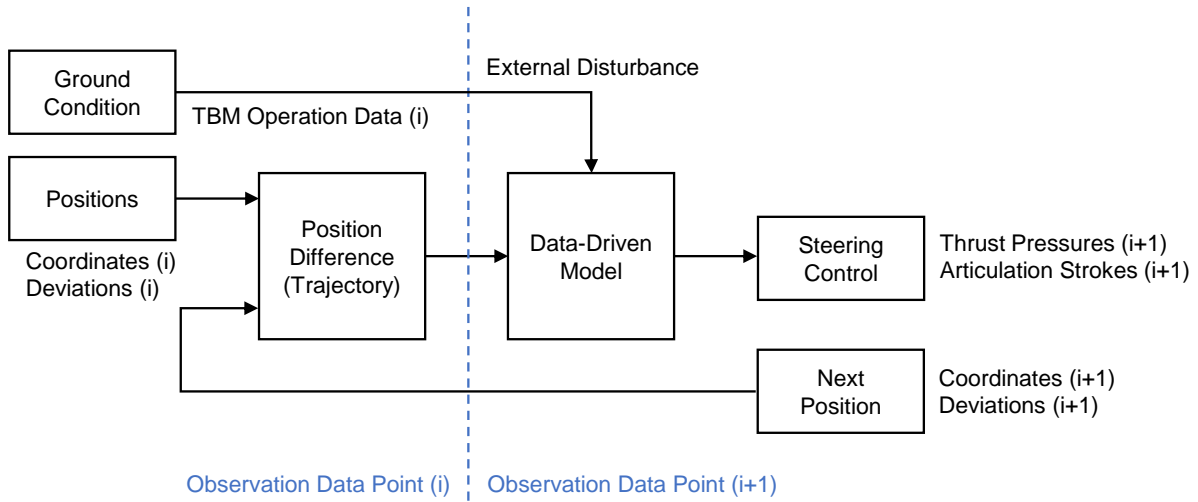 Ground
Condition
External Disturbance
TBM Operation Data (i)
Positions
Coordinates (i)
Deviations (i)
Position
Difference
(Trajectory)
Data-Driven
Model
Steering
Control
Thrust Pressures (i+1)
Articulation Strokes (i+1)
Next
Position
Coordinates (i+1)
Deviations (i+1)
Observation Data Point (i)
Observation Data Point (i+1)